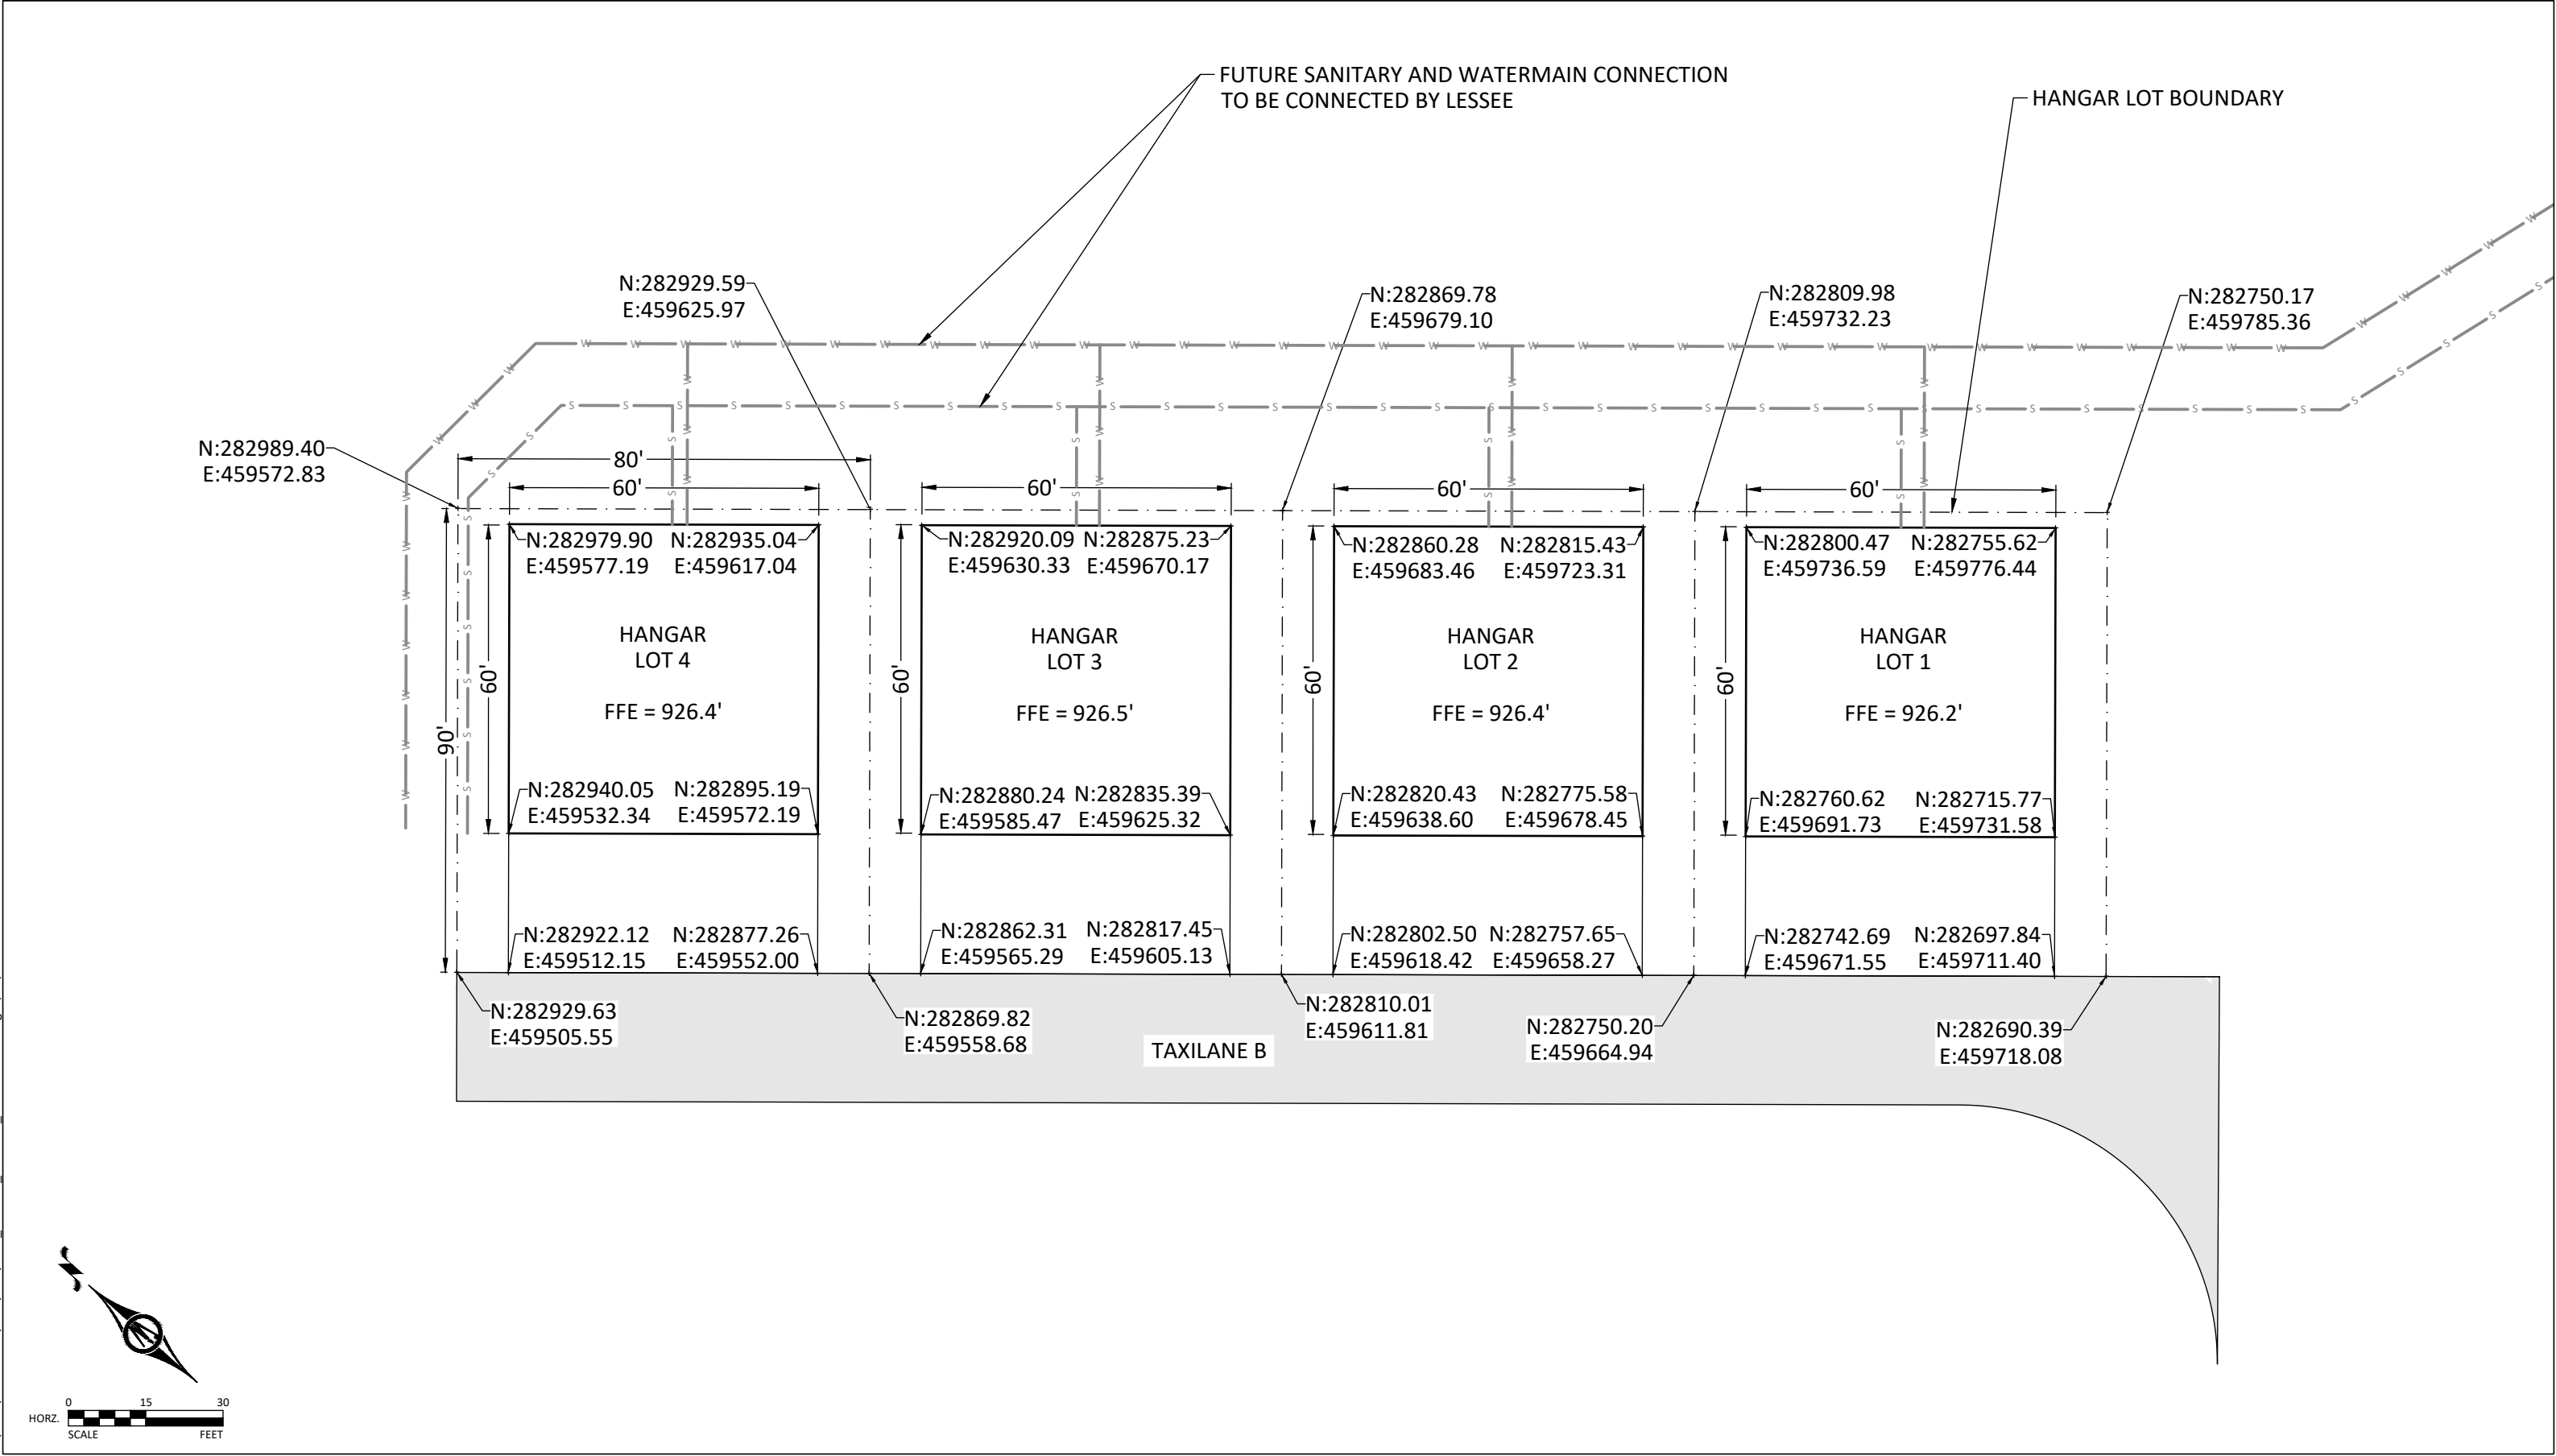 FUTURE SANITARY AND WATERMAIN CONNECTION
TO BE CONNECTED BY LESSEE
HANGAR LOT BOUNDARY
N:282929.59
E:459625.97
N:282869.78
E:459679.10
N:282809.98
E:459732.23
N:282750.17
E:459785.36
N:282989.40
E:459572.83
80'
60'
60'
60'
60'
N:282979.90
E:459577.19
N:282935.04
E:459617.04
N:282920.09
E:459630.33
N:282875.23
E:459670.17
N:282860.28
E:459683.46
N:282815.43
E:459723.31
N:282800.47
E:459736.59
N:282755.62
E:459776.44
90'
60'
HANGAR
LOT 4
FFE = 926.4'
60'
HANGAR
LOT 3
FFE = 926.5'
60'
HANGAR
LOT 2
FFE = 926.4'
60'
HANGAR
LOT 1
FFE = 926.2'
N:282940.05
E:459532.34
N:282895.19
E:459572.19
N:282880.24
E:459585.47
N:282835.39
E:459625.32
N:282820.43
E:459638.60
N:282775.58
E:459678.45
N:282760.62
E:459691.73
N:282715.77
E:459731.58
N:282922.12
E:459512.15
N:282877.26
E:459552.00
N:282862.31
E:459565.29
N:282817.45
E:459605.13
N:282802.50
E:459618.42
N:282757.65
E:459658.27
N:282742.69
E:459671.55
N:282697.84
E:459711.40
N:282929.63
E:459505.55
N:282869.82
E:459558.68
N:282810.01
E:459611.81
N:282750.20
E:459664.94
N:282690.39
E:459718.08
TAXILANE B
N
0 15 30
HORZ.
SCALE FEET